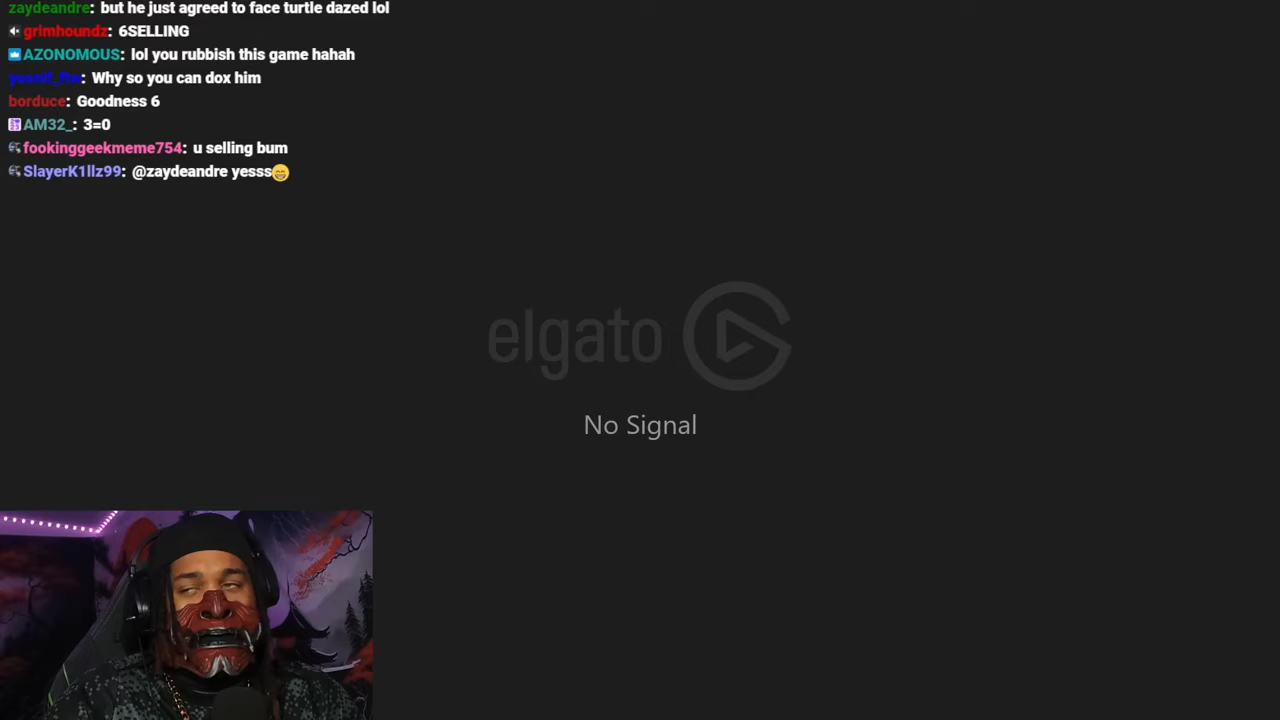 zaydeandre: but he just agreed to face turtle dazed lol
grimhoundz: 6SELLING
AZONOMOUS: lol you rubbish this game hahah
Why so you can dox him
borduce: Goodness 6
AM32_: 3=0
fookinggeekmeme754: u selling bum
SlayerK1llz99: @zaydeandre yesss😁
elgato
No Signal